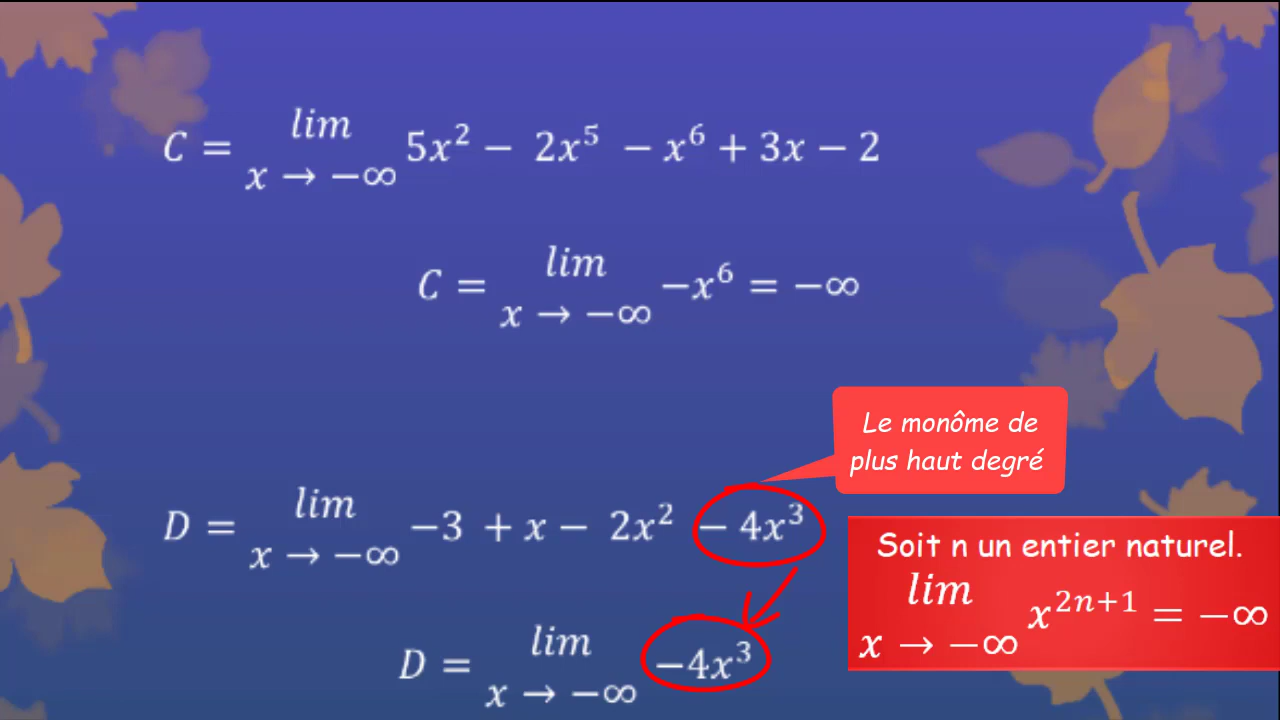 C = lim x → −∞ 5x² − 2x⁵ − x⁶ + 3x − 2
C = lim x → −∞ −x⁶ = −∞
Le monôme de
plus haut degré
D = lim x → −∞ −3 + x − 2x² − 4x³
Soit n un entier naturel.
lim x → −∞ x²ⁿ⁺¹ = −∞
D = lim x → −∞ −4x³